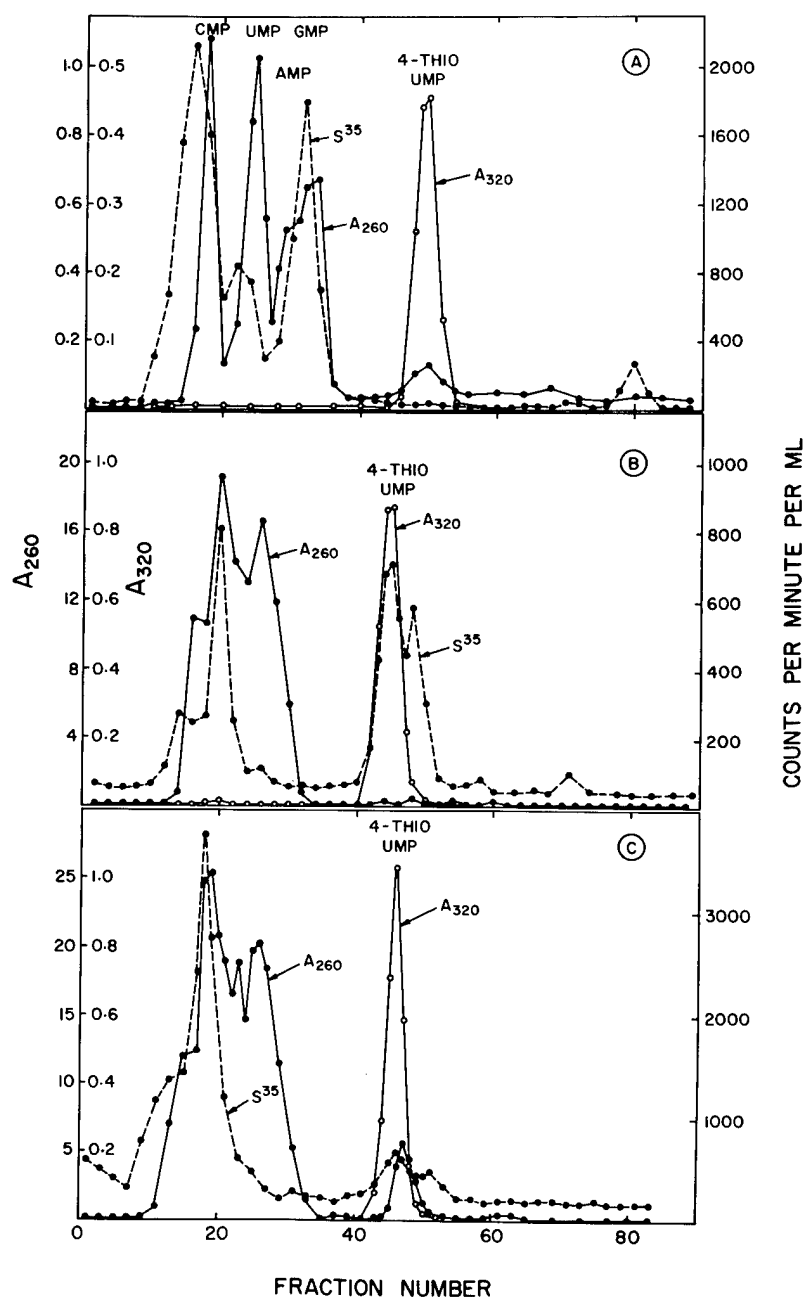 CMP UMP GMP
AMP
4-THIO
UMP
A
1.0 0.5
0.8 0.4
0.6 0.3
0.4 0.2
0.2 0.1
S35
A320
A260
2000
1600
1200
800
400
B
4-THIO
UMP
20 1.0
16 0.8
12 0.6
8 0.4
4 0.2
A260
A320
S35
1000
800
600
400
200
A260
A320
COUNTS PER MINUTE PER ML
C
4-THIO
UMP
25 1.0
20 0.8
15 0.6
10 0.4
5 0.2
A320
A260
S35
3000
2000
1000
0 20 40 60 80
FRACTION NUMBER